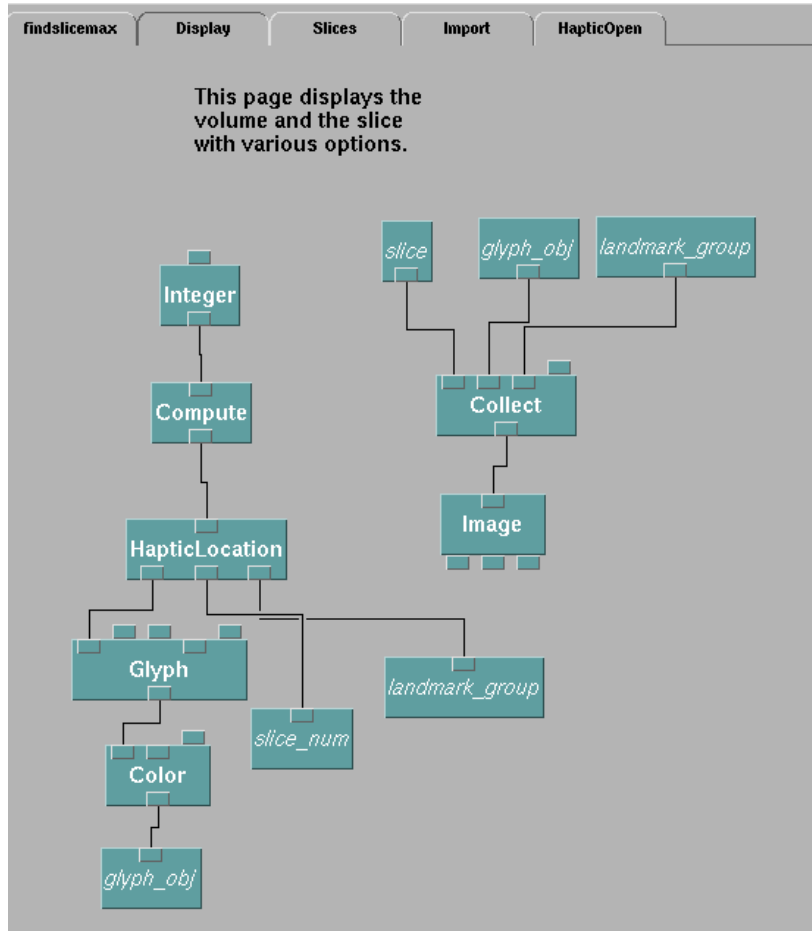 findslicemax Display Slices Import HapticOpen
This page displays the
volume and the slice
with various options.
slice glyph_obj landmark_group
Integer
Compute
Collect
Image
HapticLocation
Glyph
landmark_group
slice_num
Color
glyph_obj